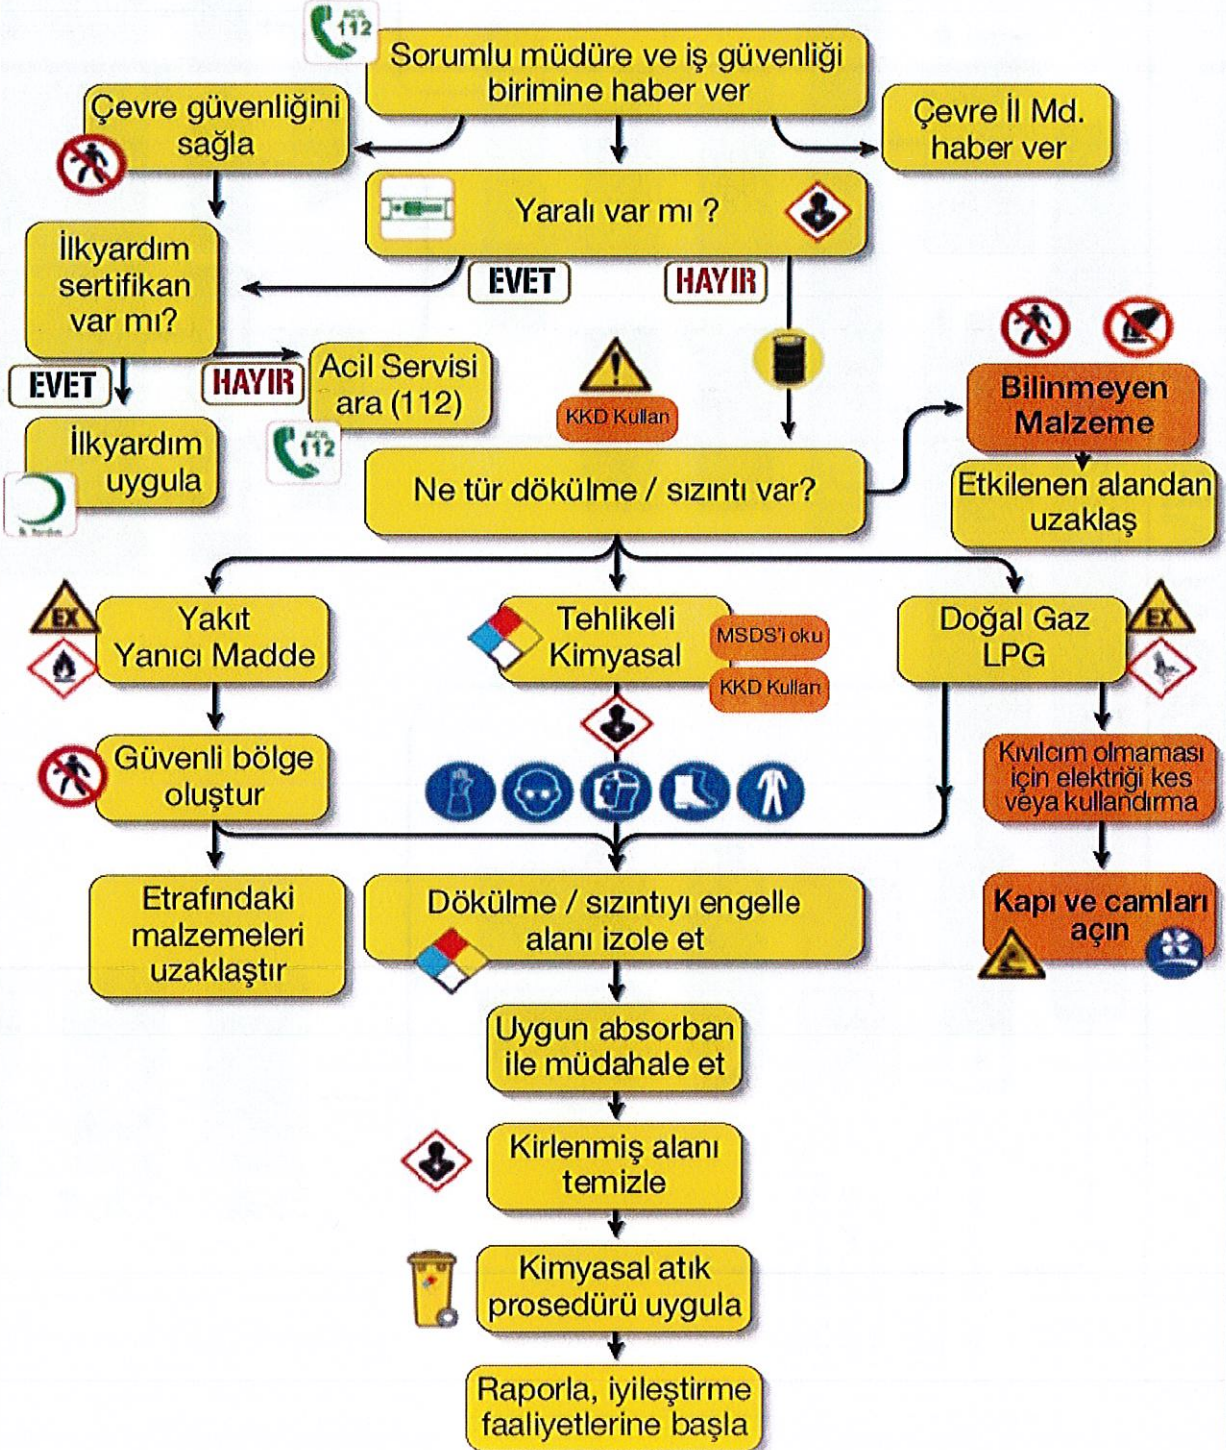 ACİL
112
Sorumlu müdüre ve iş güvenliği
birimine haber ver
Çevre güvenliğini
sağla
Çevre İl Md.
haber ver
Yaralı var mı ?
EVET
HAYIR
İlkyardım
sertifikan
var mı?
EVET
HAYIR
Acil Servisi
ara (112)
ACİL
112
İlkyardım
uygula
KKD Kullan
Bilinmeyen
Malzeme
Etkilenen alandan
uzaklaş
Ne tür dökülme / sızıntı var?
EX
Yakıt
Yanıcı Madde
Tehlikeli
Kimyasal
MSDS'i oku
KKD Kullan
Doğal Gaz
LPG
EX
Güvenli bölge
oluştur
Kıvılcım olmaması
için elektriği kes
veya kullandırma
Etrafındaki
malzemeleri
uzaklaştır
Dökülme / sızıntıyı engelle
alanı izole et
Kapı ve camları
açın
Uygun absorban
ile müdahale et
Kirlenmiş alanı
temizle
Kimyasal atık
prosedürü uygula
Raporla, iyileştirme
faaliyetlerine başla